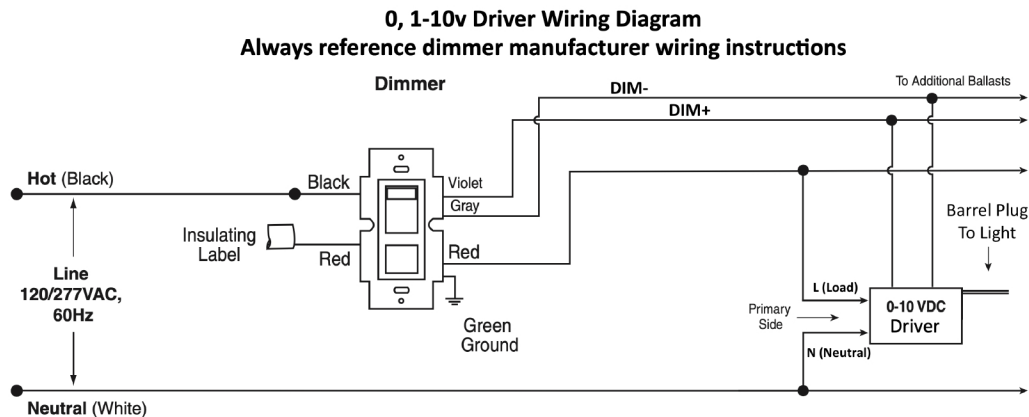 0, 1-10v Driver Wiring Diagram
Always reference dimmer manufacturer wiring instructions
Dimmer
To Additional Ballasts
DIM-
DIM+
Hot (Black)
Black
Violet
Gray
Insulating
Label
Red
Red
Barrel Plug
To Light
Line
120/277VAC,
60Hz
L (Load)
0-10 VDC
Driver
Primary
Side
Green
Ground
N (Neutral)
Neutral (White)